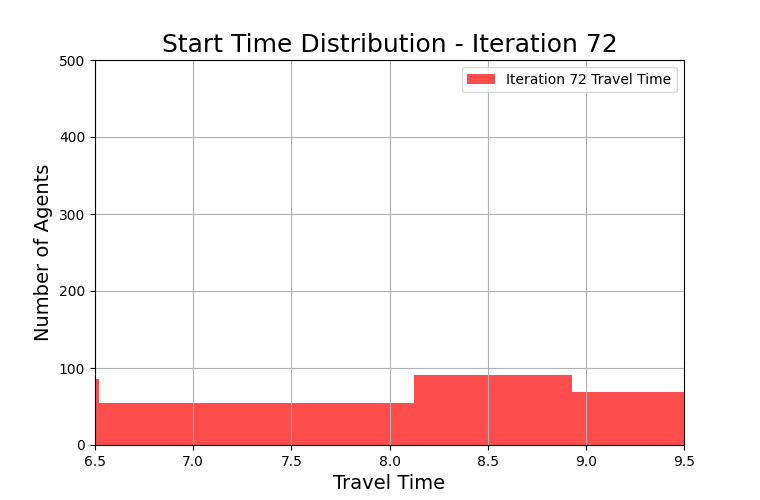 Start Time Distribution - Iteration 72
500
Iteration 72 Travel Time
400
300
200
100
0
Number of Agents
6.5 7.0 7.5 8.0 8.5 9.0 9.5
Travel Time